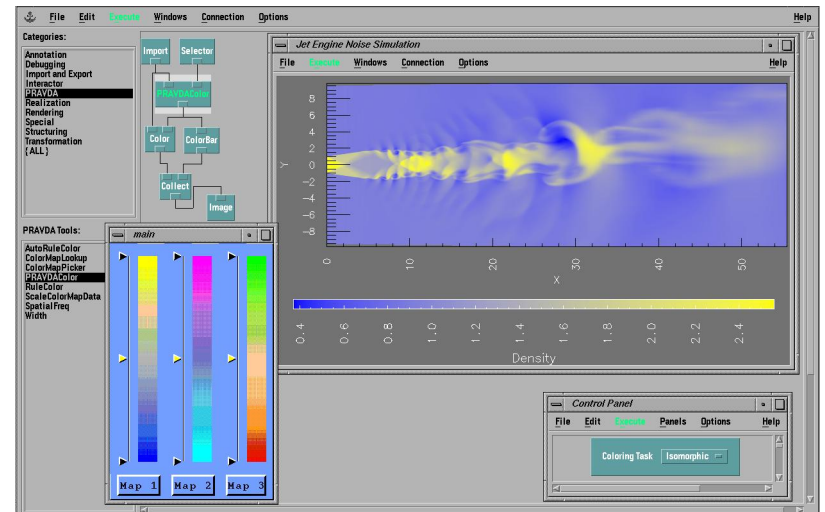 File Edit Execute Windows Connection Options Help
Categories:
Annotation
Debugging
Import and Export
Interactor
PRAVDA
Realization
Rendering
Special
Structuring
Transformation
{ALL}
Import Selector
PRAVDAColor
Color ColorBar
Collect
Image
Jet Engine Noise Simulation
File Execute Windows Connection Options Help
8
6
4
2
0
-2
-4
-6
-8
Y
0 10 20 30 40 50
X
0.4 0.6 0.8 1.0 1.2 1.4 1.6 1.8 2.0 2.2 2.4
Density
PRAVDA Tools:
AutoRuleColor
ColorMapLookup
ColorMapPicker
PRAVDAColor
RuleColor
ScaleColorMapData
SpatialFreq
Width
main
Map 1 Map 2 Map 3
Control Panel
File Edit Execute Panels Options Help
Coloring Task Isomorphic